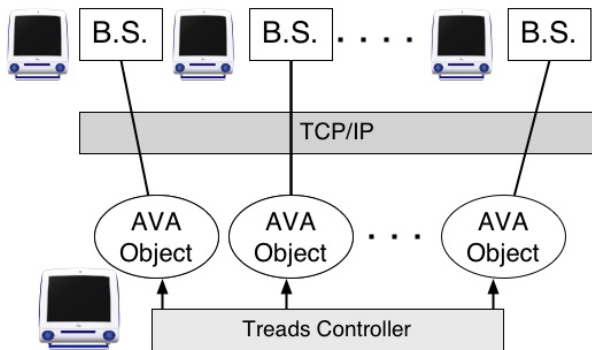 B.S. B.S. . . . . B.S.
TCP/IP
AVA Object AVA Object . . . AVA Object
Treads Controller